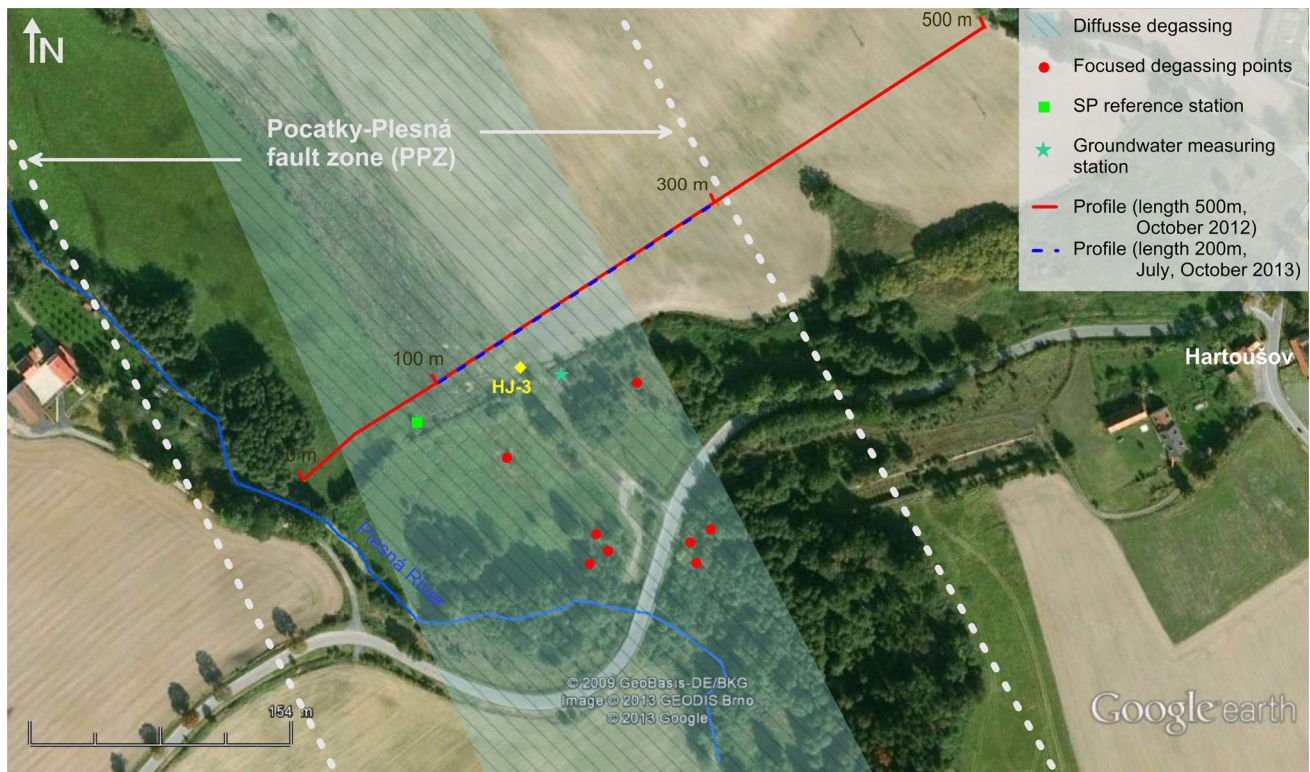 N
500 m
Diffusse degassing
Focused degassing points
SP reference station
Groundwater measuring
station
Profile (length 500m,
October 2012)
Profile (length 200m,
July, October 2013)
Pocatky-Plesná
fault zone (PPZ)
300 m
100 m
HJ-3
Hartoušov
0 m
Plesná River
© 2009 GeoBasis-DE/BKG
Image © 2013 GEODIS Brno
© 2013 Google
154 m
Google earth